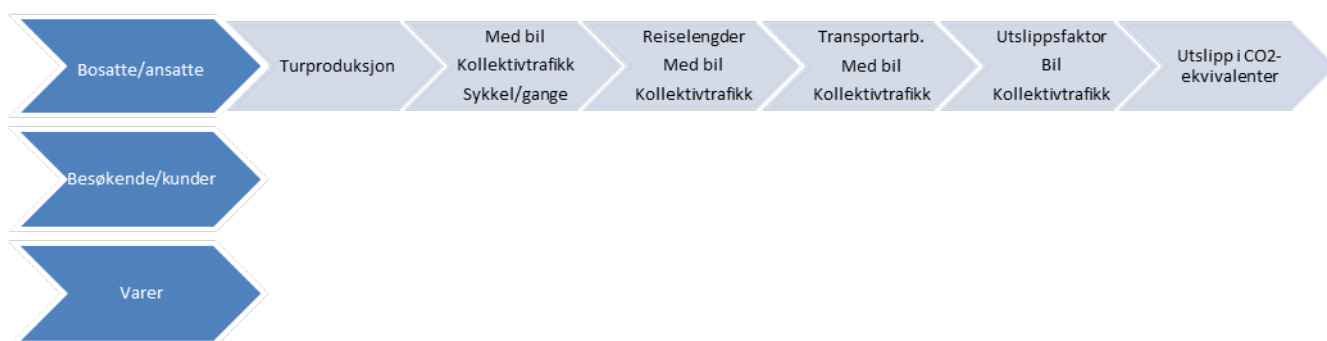 Bosatte/ansatte
Turproduksjon
Med bil
Kollektivtrafikk
Sykkel/gange
Reiselengder
Med bil
Kollektivtrafikk
Transportarb.
Med bil
Kollektivtrafikk
Utslippsfaktor
Bil
Kollektivtrafikk
Utslipp i CO2-
ekvivalenter
Besøkende/kunder
Varer